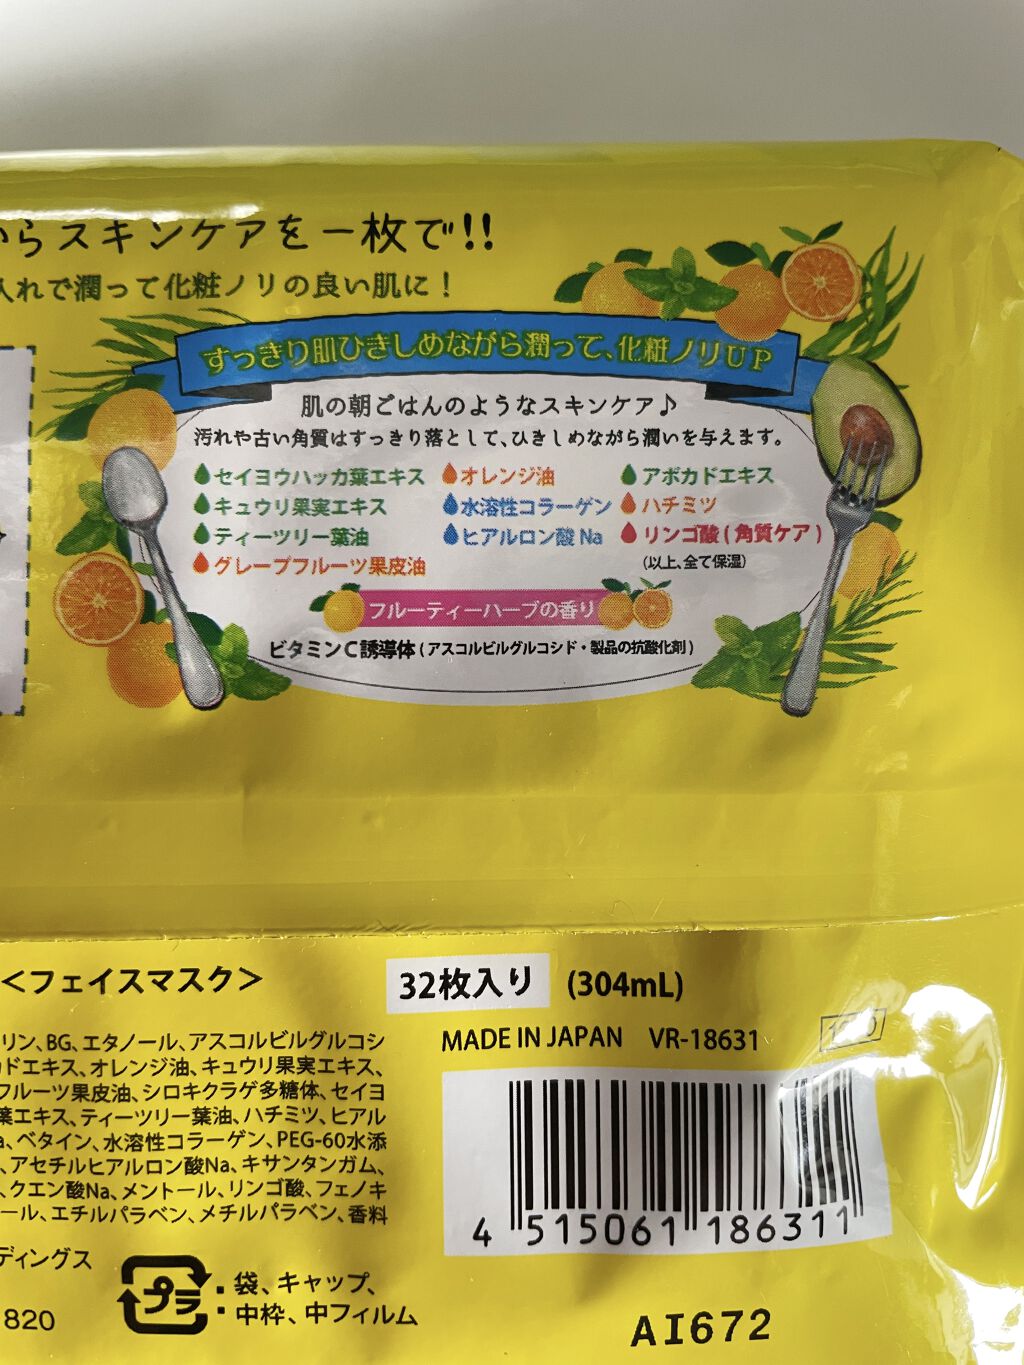 らスキンケアを一枚で!!
入れで潤って化粧ノリの良い肌に!
すっきり肌ひきしめながら潤って、化粧ノリUP
肌の朝ごはんのようなスキンケア♪
汚れや古い角質はすっきり落として、ひきしめながら潤いを与えます。
セイヨウハッカ葉エキス オレンジ油 アボカドエキス
キュウリ果実エキス 水溶性コラーゲン ハチミツ
ティーツリー葉油 ヒアルロン酸Na リンゴ酸(角質ケア)
グレープフルーツ果皮油 (以上、全て保湿)
フルーティーハーブの香り
ビタミンC誘導体(アスコルビルグルコシド・製品の抗酸化剤)
<フェイスマスク> 32枚入り (304mL)
リン、BG、エタノール、アスコルビルグルコシ
ドエキス、オレンジ油、キュウリ果実エキス、
フルーツ果皮油、シロキクラゲ多糖体、セイヨ
葉エキス、ティーツリー葉油、ハチミツ、ヒアル
a、ベタイン、水溶性コラーゲン、PEG-60水添
、アセチルヒアルロン酸Na、キサンタンガム、
、クエン酸Na、メントール、リンゴ酸、フェノキ
ール、エチルパラベン、メチルパラベン、香料
MADE IN JAPAN VR-18631
4 515061 186311
ディングス
プラ : 袋、キャップ、
中枠、中フィルム
820
AI672